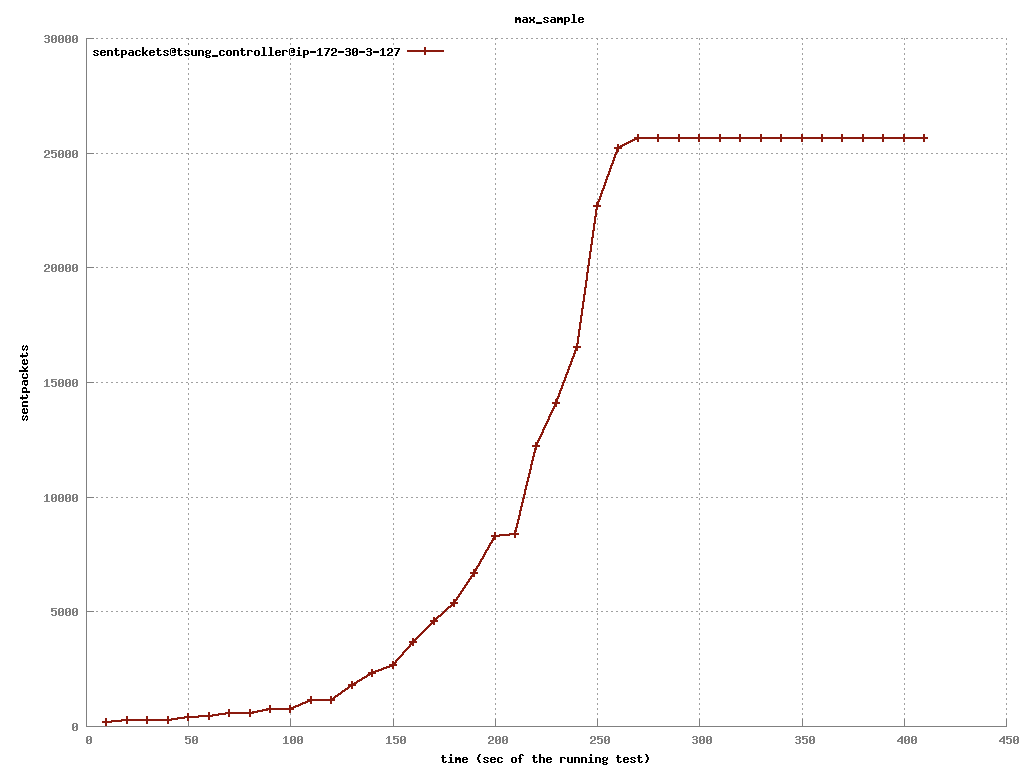 max_sample
sentpackets@tsung_controller@ip-172-30-3-127
30000
25000
20000
15000
10000
5000
0
sentpackets
0 50 100 150 200 250 300 350 400 450
time (sec of the running test)